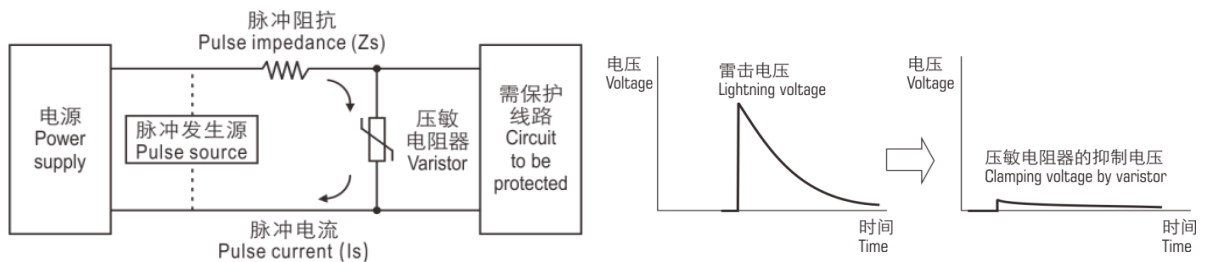 脉冲阻抗
Pulse impedance (Zs)
电源
Power
supply
脉冲发生源
Pulse source
压敏
电阻器
Varistor
需保护
线路
Circuit
to be
protected
脉冲电流
Pulse current (Is)
电压
Voltage
雷击电压
Lightning voltage
时间
Time
电压
Voltage
压敏电阻器的抑制电压
Clamping voltage by varistor
时间
Time